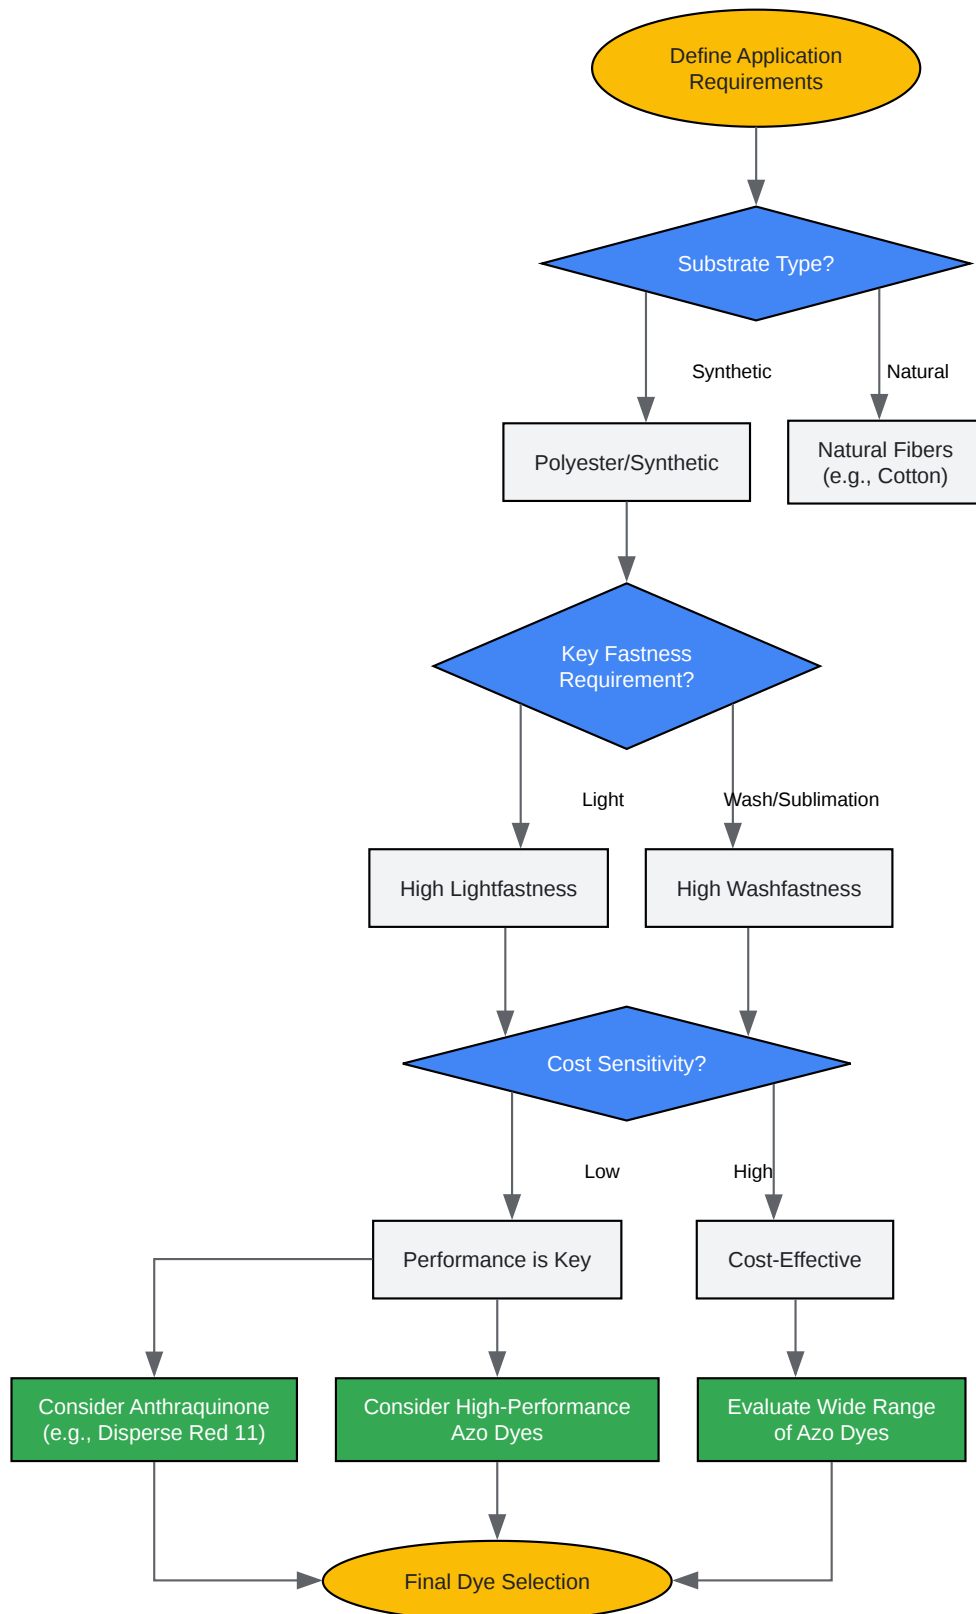 Define Application
Requirements
Substrate Type?
Synthetic
Natural
Polyester/Synthetic
Natural Fibers
(e.g., Cotton)
Key Fastness
Requirement?
Light
Wash/Sublimation
High Lightfastness
High Washfastness
Cost Sensitivity?
Low
High
Performance is Key
Cost-Effective
Consider Anthraquinone
(e.g., Disperse Red 11)
Consider High-Performance
Azo Dyes
Evaluate Wide Range
of Azo Dyes
Final Dye Selection